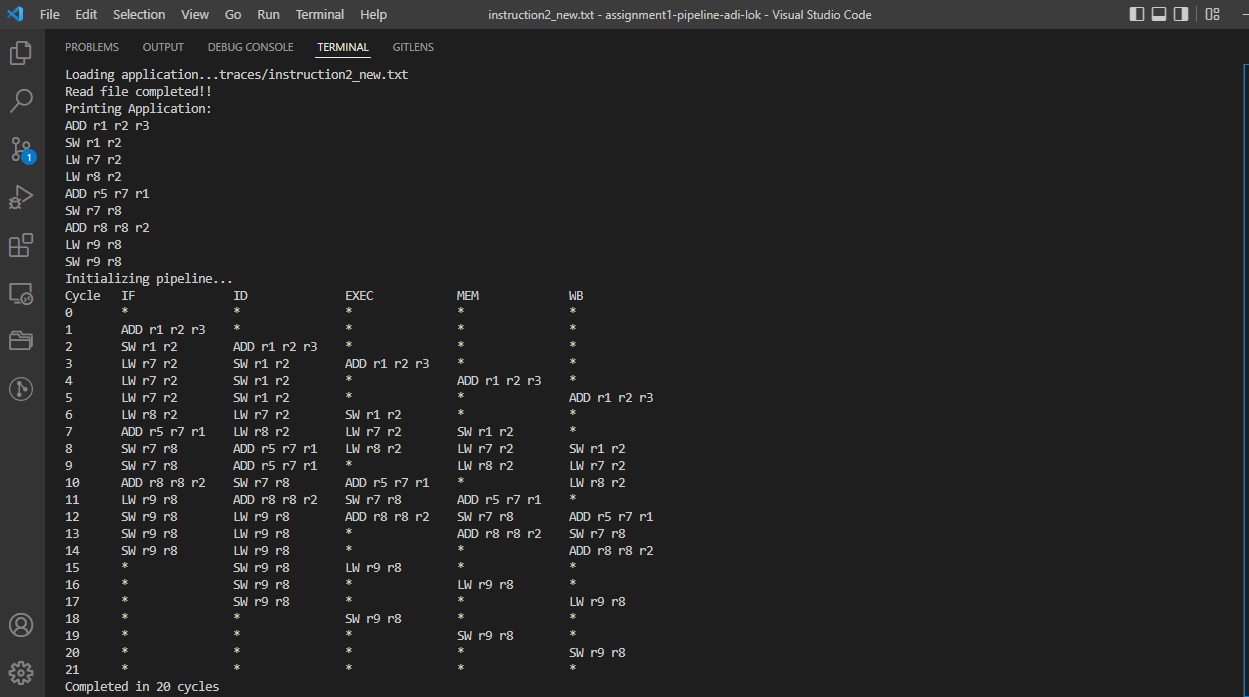 File Edit Selection View Go Run Terminal Help instruction2_new.txt - assignment1-pipeline-adi-lok - Visual Studio Code
PROBLEMS OUTPUT DEBUG CONSOLE TERMINAL GITLENS
Loading application...traces/instruction2_new.txt
Read file completed!!
Printing Application:
ADD r1 r2 r3
SW r1 r2
LW r7 r2
LW r8 r2
ADD r5 r7 r1
SW r7 r8
ADD r8 r8 r2
LW r9 r8
SW r9 r8
Initializing pipeline...
Cycle IF ID EXEC MEM WB
0 * * * * *
1 ADD r1 r2 r3 * * * *
2 SW r1 r2 ADD r1 r2 r3 * * *
3 LW r7 r2 SW r1 r2 ADD r1 r2 r3 * *
4 LW r7 r2 SW r1 r2 * ADD r1 r2 r3 *
5 LW r7 r2 SW r1 r2 * * ADD r1 r2 r3
6 LW r8 r2 LW r7 r2 SW r1 r2 * *
7 ADD r5 r7 r1 LW r8 r2 LW r7 r2 SW r1 r2 *
8 SW r7 r8 ADD r5 r7 r1 LW r8 r2 LW r7 r2 SW r1 r2
9 SW r7 r8 ADD r5 r7 r1 * LW r8 r2 LW r7 r2
10 ADD r8 r8 r2 SW r7 r8 ADD r5 r7 r1 * LW r8 r2
11 LW r9 r8 ADD r8 r8 r2 SW r7 r8 ADD r5 r7 r1 *
12 SW r9 r8 LW r9 r8 ADD r8 r8 r2 SW r7 r8 ADD r5 r7 r1
13 SW r9 r8 LW r9 r8 * ADD r8 r8 r2 SW r7 r8
14 SW r9 r8 LW r9 r8 * * ADD r8 r8 r2
15 * SW r9 r8 LW r9 r8 * *
16 * SW r9 r8 * LW r9 r8 *
17 * SW r9 r8 * * LW r9 r8
18 * * SW r9 r8 * *
19 * * * SW r9 r8 *
20 * * * * SW r9 r8
21 * * * * *
Completed in 20 cycles
1